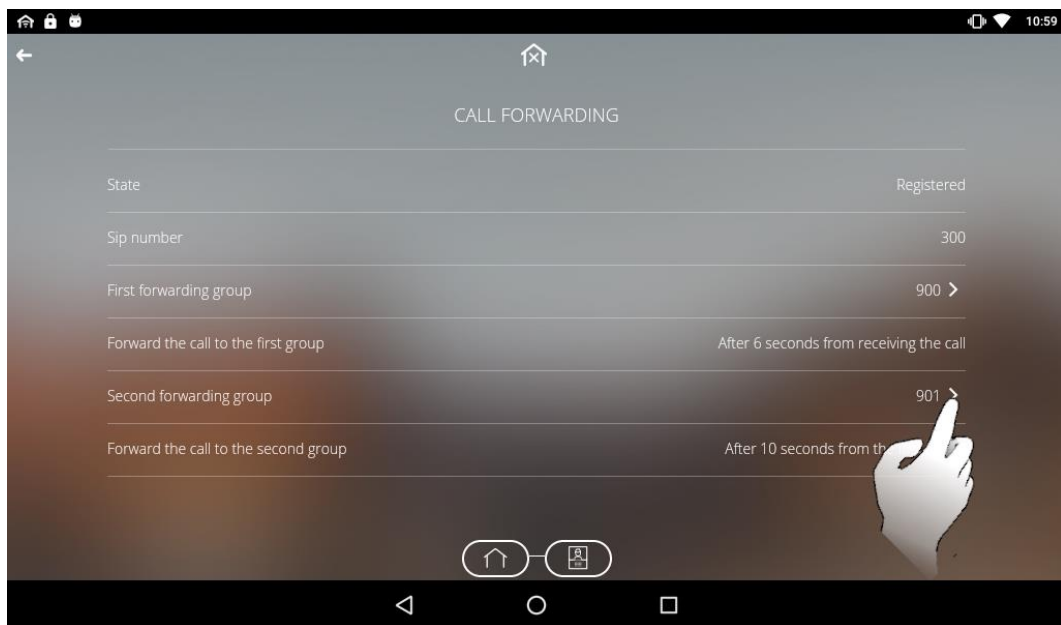 10:59
CALL FORWARDING
State Registered
Sip number 300
First forwarding group 900
Forward the call to the first group After 6 seconds from receiving the call
Second forwarding group 901
Forward the call to the second group After 10 seconds from